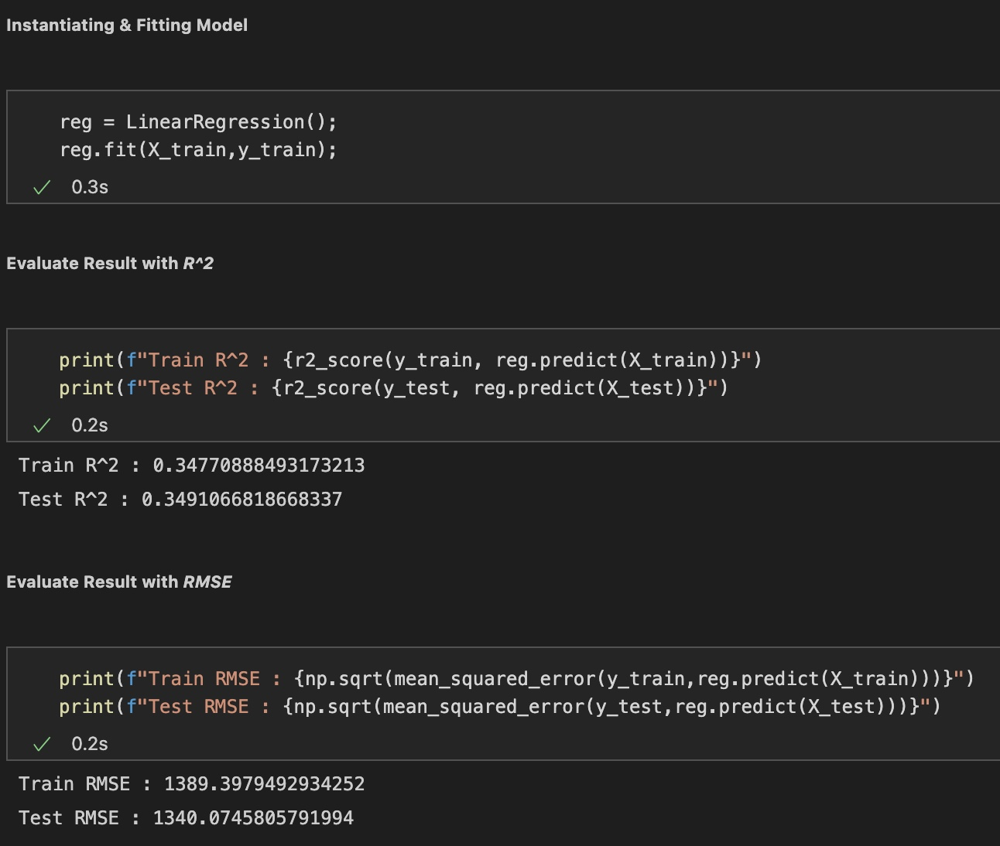 Instantiating & Fitting Model
reg = LinearRegression();
reg.fit(X_train,y_train);
0.3s
Evaluate Result with R^2
print(f"Train R^2 : {r2_score(y_train, reg.predict(X_train))}")
print(f"Test R^2 : {r2_score(y_test, reg.predict(X_test))}")
0.2s
Train R^2 : 0.34770888493173213
Test R^2 : 0.3491066818668337
Evaluate Result with RMSE
print(f"Train RMSE : {np.sqrt(mean_squared_error(y_train,reg.predict(X_train)))}")
print(f"Test RMSE : {np.sqrt(mean_squared_error(y_test,reg.predict(X_test)))}")
0.2s
Train RMSE : 1389.3979492934252
Test RMSE : 1340.0745805791994